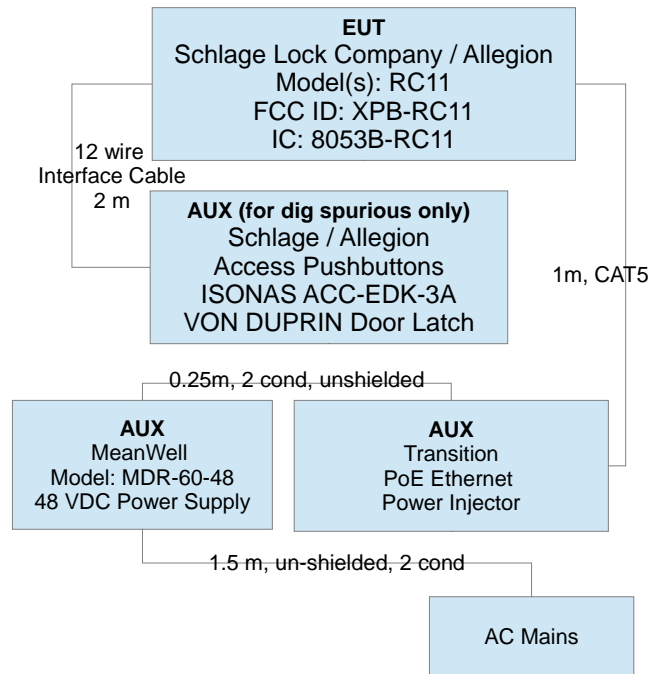 EUT
Schlage Lock Company / Allegion
Model(s): RC11
FCC ID: XPB-RC11
IC: 8053B-RC11
12 wire
Interface Cable
2 m
AUX (for dig spurious only)
Schlage / Allegion
Access Pushbuttons
ISONAS ACC-EDK-3A
VON DUPRIN Door Latch
1m, CAT5
0.25m, 2 cond, unshielded
AUX
MeanWell
Model: MDR-60-48
48 VDC Power Supply
AUX
Transition
PoE Ethernet
Power Injector
1.5 m, un-shielded, 2 cond
AC Mains